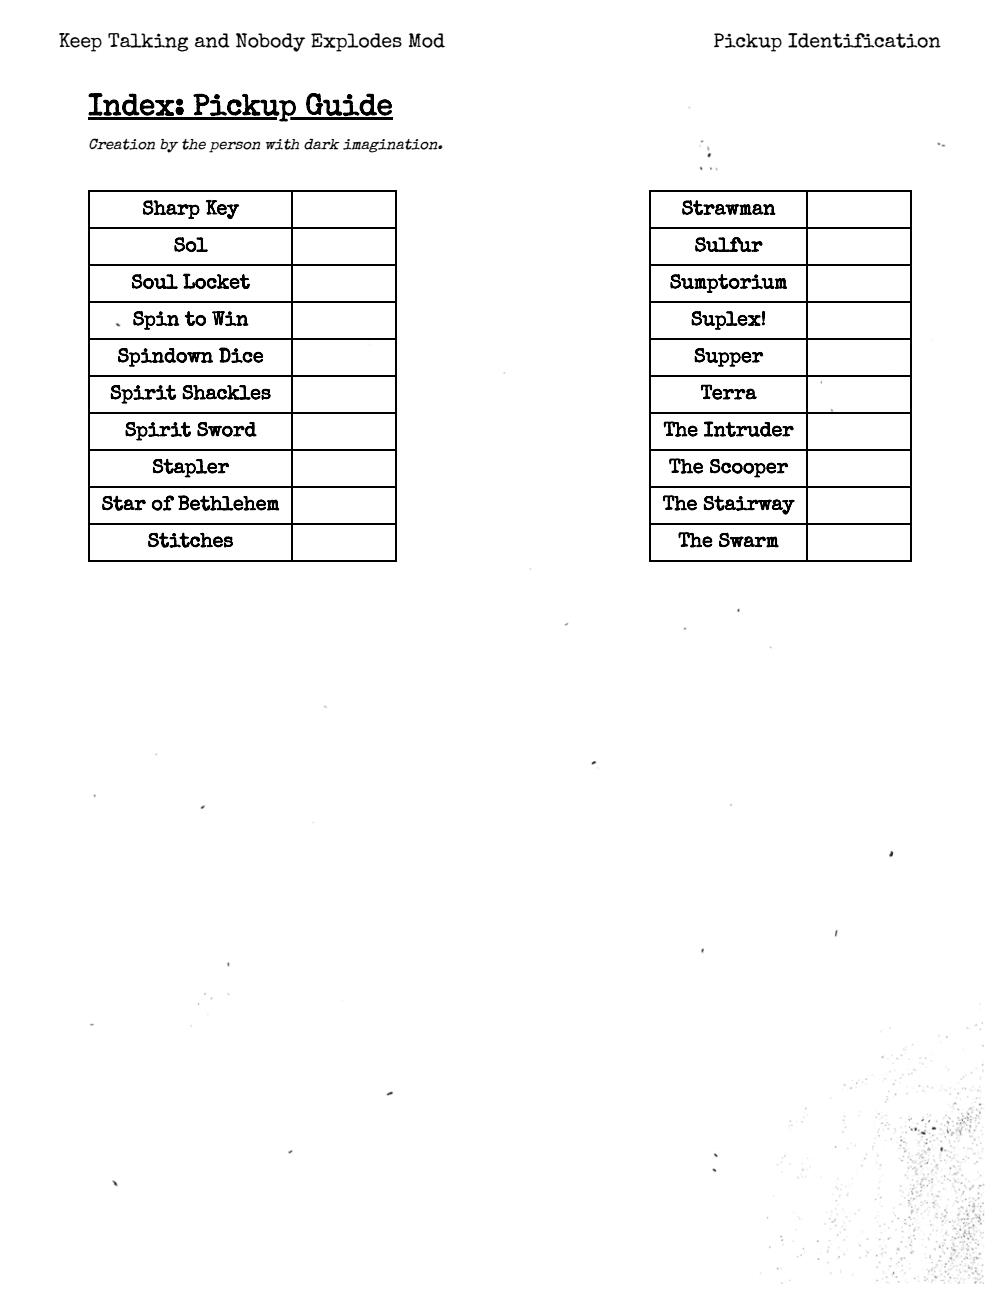 Keep Talking and Nobody Explodes Mod
Pickup Identification
Index: Pickup Guide
Creation by the person with dark imagination.
Sharp Key
Sol
Soul Locket
Spin to Win
Spindown Dice
Spirit Shackles
Spirit Sword
Stapler
Star of Bethlehem
Stitches
Strawman
Sulfur
Sumptorium
Suplex!
Supper
Terra
The Intruder
The Scooper
The Stairway
The Swarm